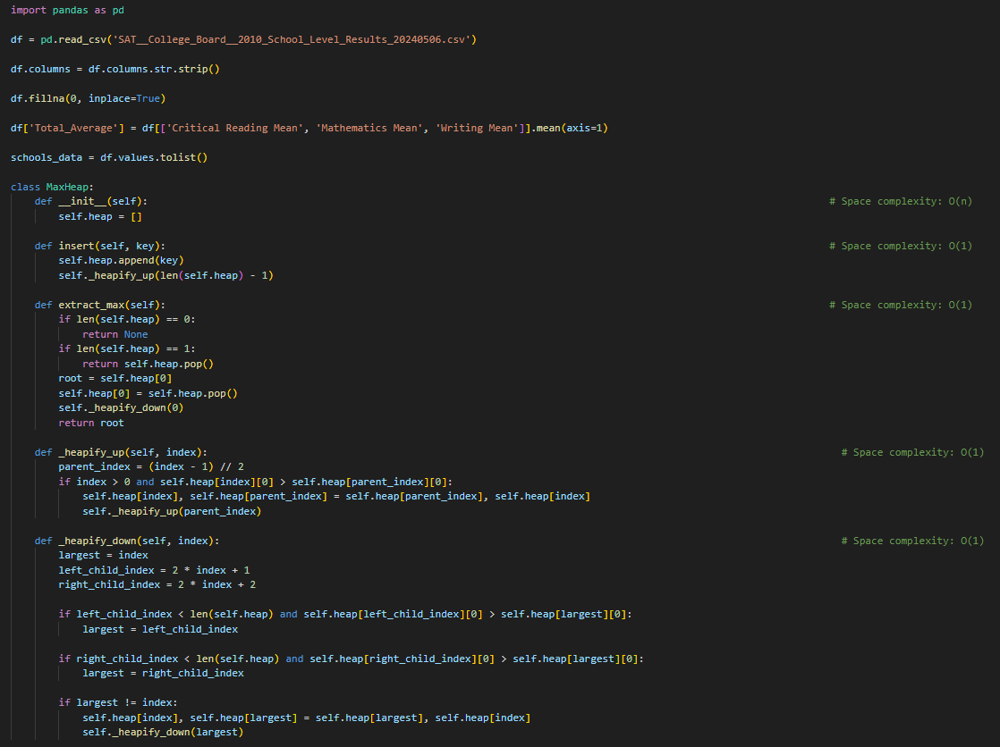 import pandas as pd
df = pd.read_csv('SAT__College_Board__2010_School_Level_Results_20240506.csv')
df.columns = df.columns.str.strip()
df.fillna(0, inplace=True)
df['Total_Average'] = df[['Critical Reading Mean', 'Mathematics Mean', 'Writing Mean']].mean(axis=1)
schools_data = df.values.tolist()
class MaxHeap:
    def __init__(self):                                                                 # Space complexity: O(n)
        self.heap = []
    def insert(self, key):                                                              # Space complexity: O(1)
        self.heap.append(key)
        self._heapify_up(len(self.heap) - 1)
    def extract_max(self):                                                              # Space complexity: O(1)
        if len(self.heap) == 0:
            return None
        if len(self.heap) == 1:
            return self.heap.pop()
        root = self.heap[0]
        self.heap[0] = self.heap.pop()
        self._heapify_down(0)
        return root
    def _heapify_up(self, index):                                                         # Space complexity: O(1)
        parent_index = (index - 1) // 2
        if index > 0 and self.heap[index][0] > self.heap[parent_index][0]:
            self.heap[index], self.heap[parent_index] = self.heap[parent_index], self.heap[index]
            self._heapify_up(parent_index)
    def _heapify_down(self, index):                                                       # Space complexity: O(1)
        largest = index
        left_child_index = 2 * index + 1
        right_child_index = 2 * index + 2
        if left_child_index < len(self.heap) and self.heap[left_child_index][0] > self.heap[largest][0]:
            largest = left_child_index
        if right_child_index < len(self.heap) and self.heap[right_child_index][0] > self.heap[largest][0]:
            largest = right_child_index
        if largest != index:
            self.heap[index], self.heap[largest] = self.heap[largest], self.heap[index]
            self._heapify_down(largest)